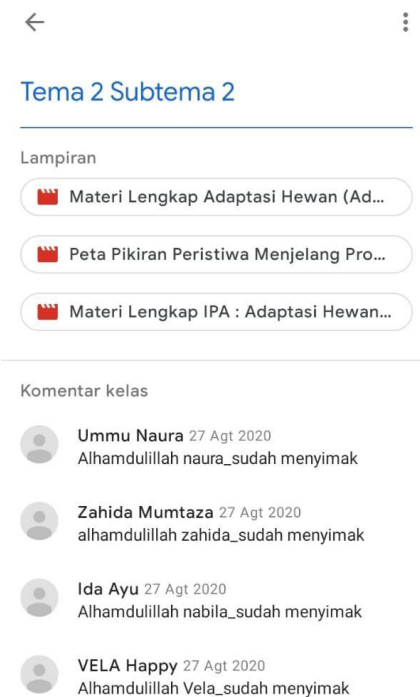 Tema 2 Subtema 2
Lampiran
Materi Lengkap Adaptasi Hewan (Ad...
Peta Pikiran Peristiwa Menjelang Pro...
Materi Lengkap IPA : Adaptasi Hewan...
Komentar kelas
Ummu Naura 27 Agt 2020
Alhamdulillah naura_sudah menyimak
Zahida Mumtaza 27 Agt 2020
alhamdulillah zahida_sudah menyimak
Ida Ayu 27 Agt 2020
Alhamdulillah nabila_sudah menyimak
VELA Happy 27 Agt 2020
Alhamdulillah Vela_sudah menyimak